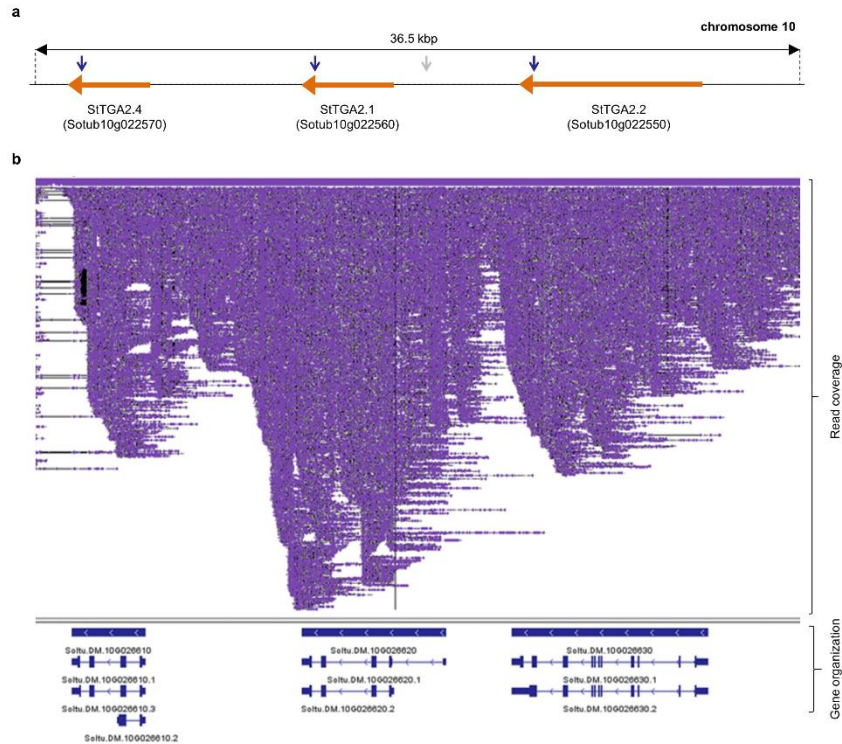 a
chromosome 10
36.5 kbp
StTGA2.4
(Sotub10g022570)
StTGA2.1
(Sotub10g022560)
StTGA2.2
(Sotub10g022550)
b
Read coverage
Gene organization
Soltu.DM.10G026610
Soltu.DM.10G026620
Soltu.DM.10G026630
Soltu.DM.10G026610.1
Soltu.DM.10G026620.1
Soltu.DM.10G026630.1
Soltu.DM.10G026610.3
Soltu.DM.10G026620.2
Soltu.DM.10G026630.2
Soltu.DM.10G026610.2